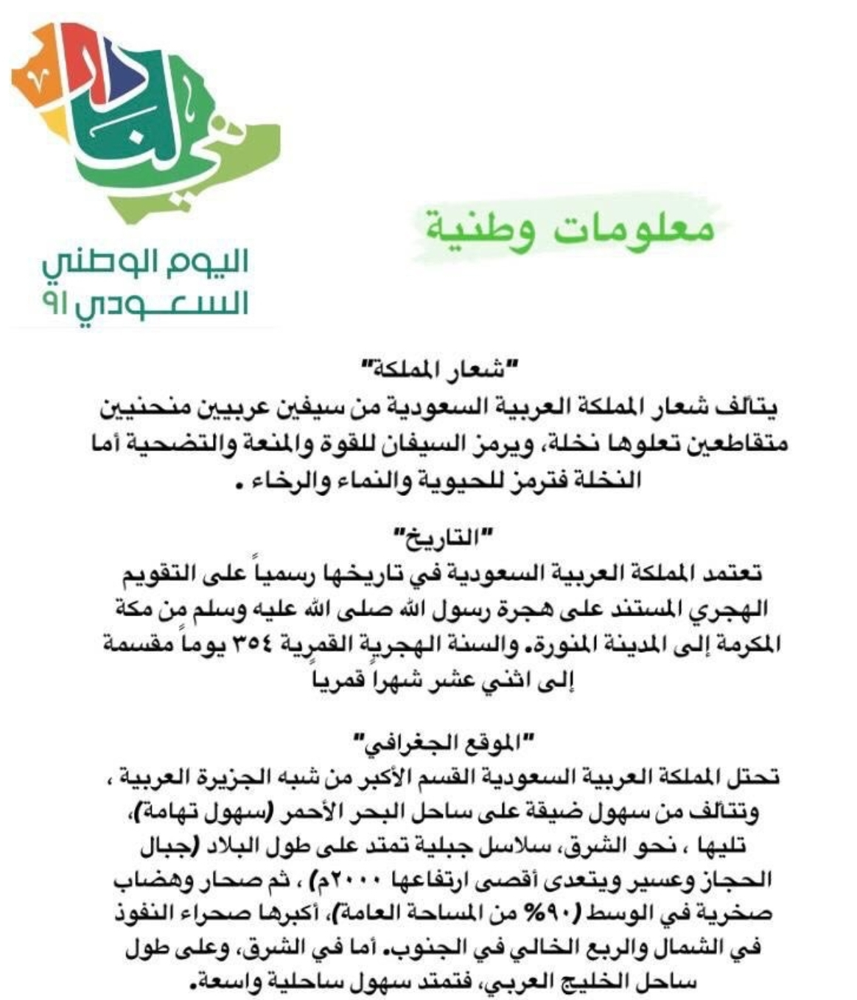 هي لنا دار
اليوم الوطني
السعودي ٩١
معلومات وطنية
"شعار المملكة"
يتألف شعار المملكة العربية السعودية من سيفين عربيين منحنيين
متقاطعين تعلوها نخلة، ويرمز السيفان للقوة والمنعة والتضحية أما
النخلة فترمز للحيوية والنماء والرخاء .
"التاريخ"
تعتمد المملكة العربية السعودية في تاريخها رسمياً على التقويم
الهجري المستند على هجرة رسول الله صلى الله عليه وسلم من مكة
المكرمة إلى المدينة المنورة. والسنة الهجرية القمرية ٣٥٤ يوماً مقسمة
إلى اثني عشر شهراً قمرياً
"الموقع الجغرافي"
تحتل المملكة العربية السعودية القسم الأكبر من شبه الجزيرة العربية ،
وتتألف من سهول ضيقة على ساحل البحر الأحمر (سهول تهامة)،
تليها ، نحو الشرق، سلاسل جبلية تمتد على طول البلاد (جبال
الحجاز وعسير ويتعدى أقصى ارتفاعها ٢٠٠٠م) ، ثم صحار وهضاب
صخرية في الوسط (٩٠% من المساحة العامة)، أكبرها صحراء النفوذ
في الشمال والربع الخالي في الجنوب. أما في الشرق، وعلى طول
ساحل الخليج العربي، فتمتد سهول ساحلية واسعة.